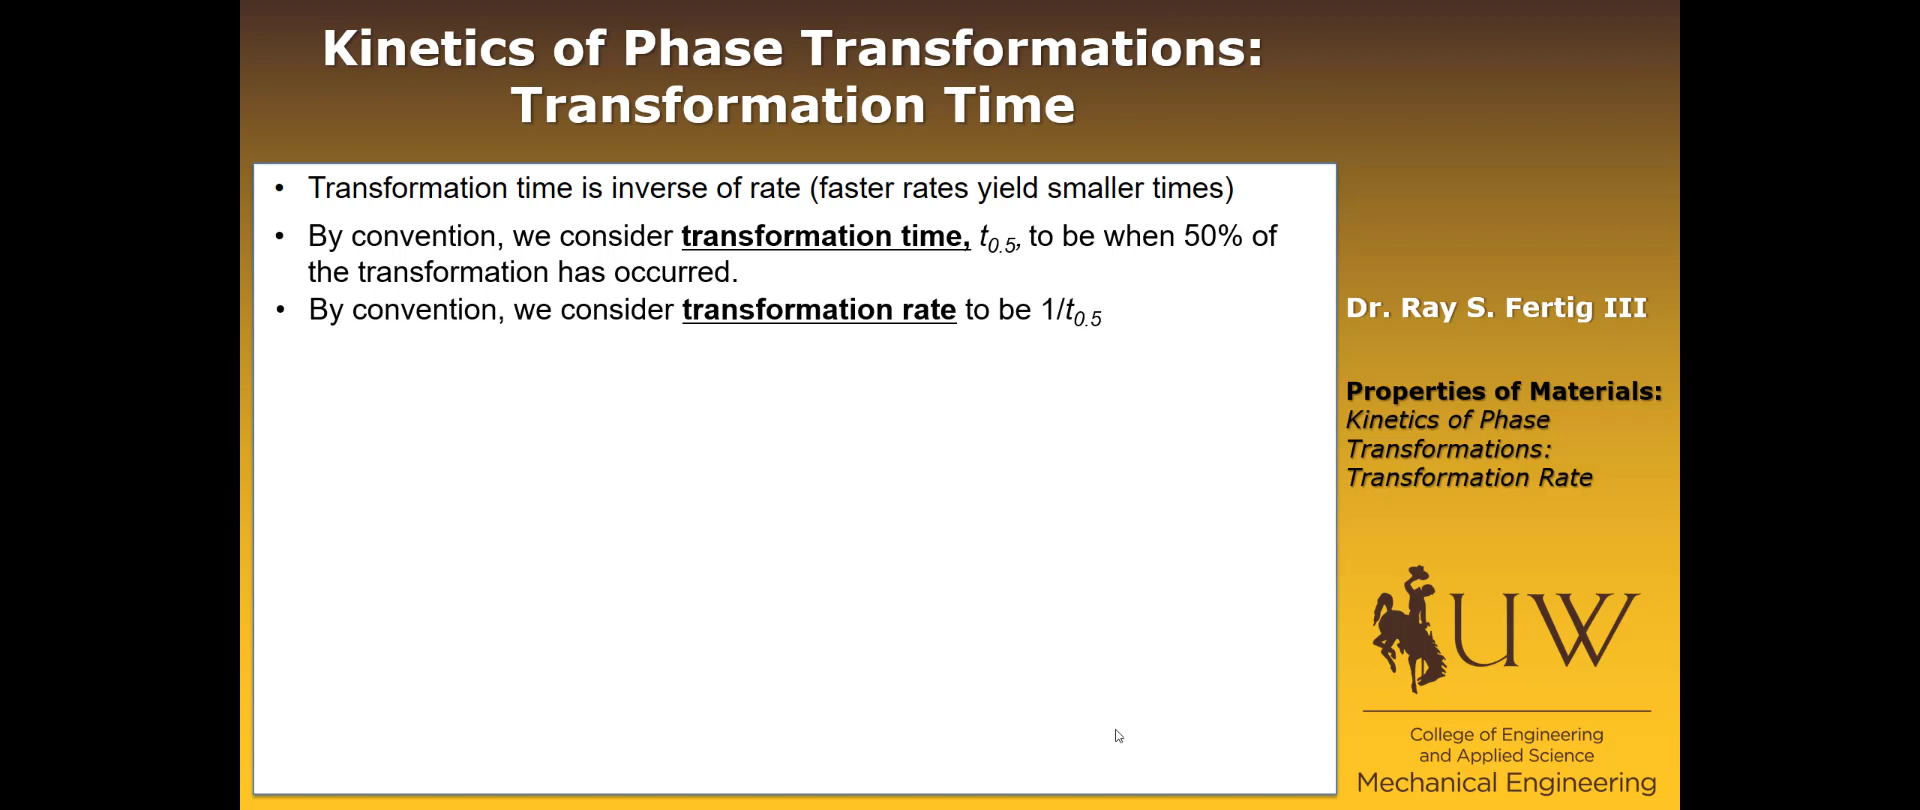 Kinetics of Phase Transformations:
Transformation Time
• Transformation time is inverse of rate (faster rates yield smaller times)
• By convention, we consider transformation time, t0.5, to be when 50% of
the transformation has occurred.
• By convention, we consider transformation rate to be 1/t0.5
Dr. Ray S. Fertig III
Properties of Materials:
Kinetics of Phase
Transformations:
Transformation Rate
UW
College of Engineering
and Applied Science
Mechanical Engineering